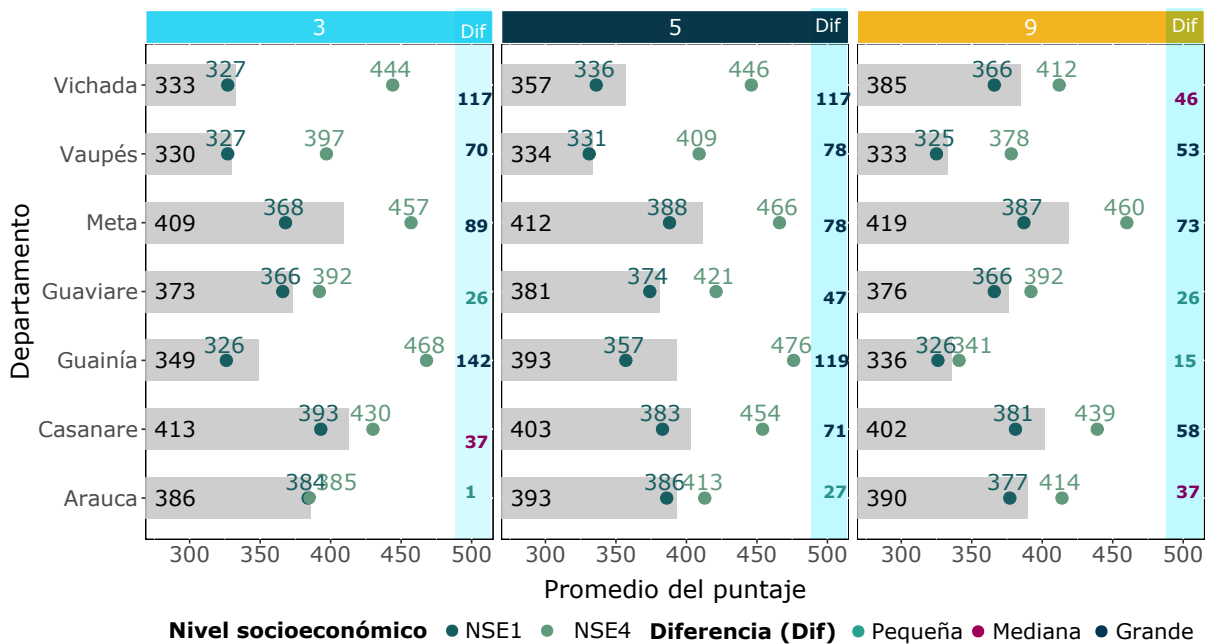 3 Dif 5 Dif 9 Dif
Departamento
Vichada 333 327 444 117 357 336 446 117 385 366 412 46
Vaupés 330 327 397 70 334 331 409 78 333 325 378 53
Meta 409 368 457 89 412 388 466 78 419 387 460 73
Guaviare 373 366 392 26 381 374 421 47 376 366 392 26
Guainía 349 326 468 142 393 357 476 119 336 326 341 15
Casanare 413 393 430 37 403 383 454 71 402 381 439 58
Arauca 386 384 385 1 393 386 413 27 390 377 414 37
300 350 400 450 500 300 350 400 450 500 300 350 400 450 500
Promedio del puntaje
Nivel socioeconómico NSE1 NSE4 Diferencia (Dif) Pequeña Mediana Grande